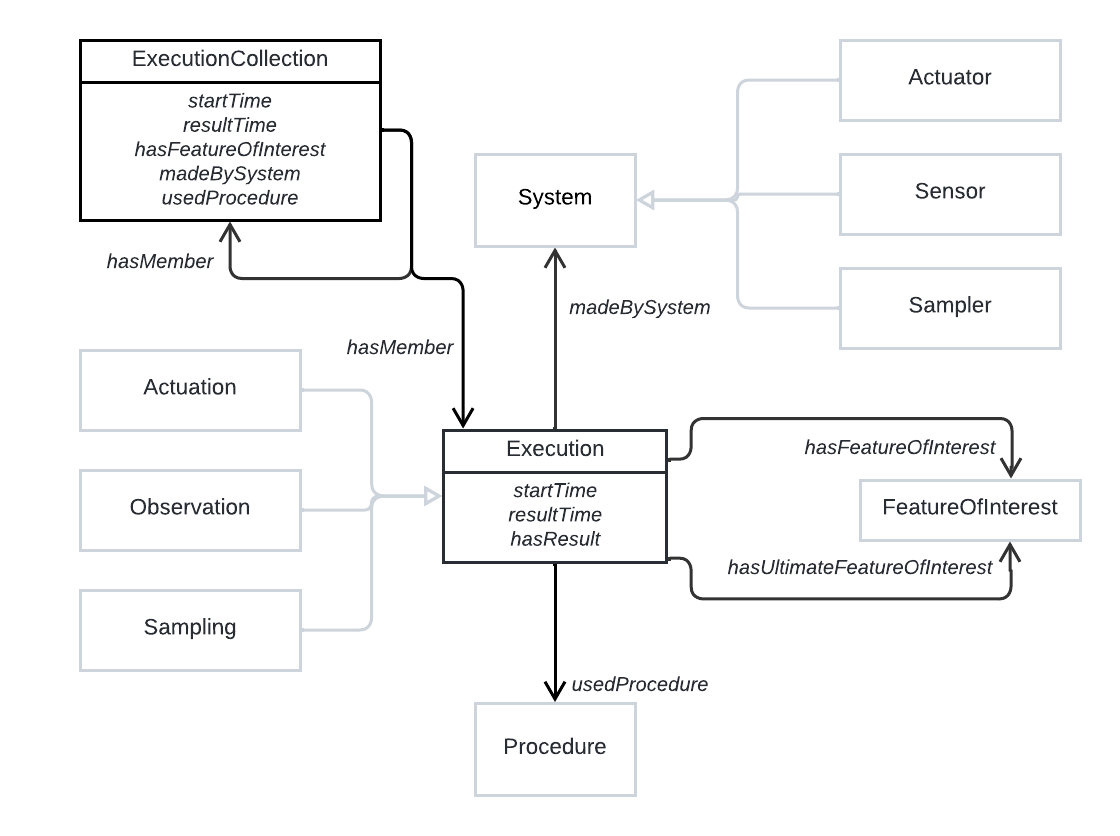 ExecutionCollection
startTime
resultTime
hasFeatureOfInterest
madeBySystem
usedProcedure
Actuator
Sensor
Sampler
System
hasMember
madeBySystem
hasMember
Actuation
Observation
Sampling
Execution
startTime
resultTime
hasResult
hasFeatureOfInterest
FeatureOfInterest
hasUltimateFeatureOfInterest
usedProcedure
Procedure